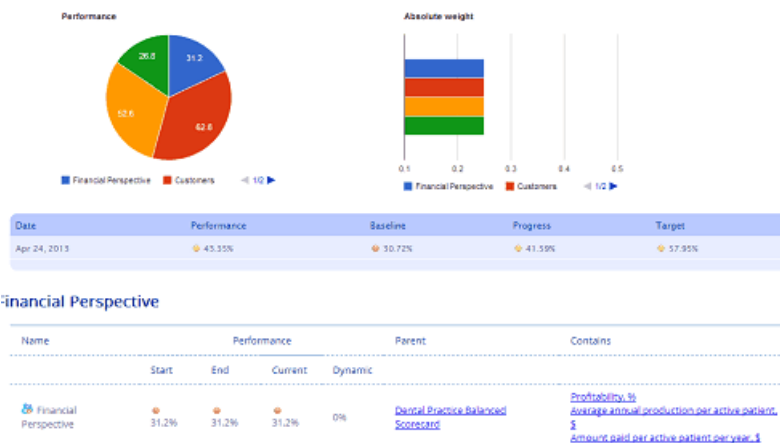 Performance
Absolute weight
26.8
31.2
52.6
62.8
0.1 0.2 0.3 0.4 0.5
Financial Perspective Customers 1/2
Financial Perspective Customers 1/2
Date Performance Baseline Progress Target
Apr 24, 2013 43.35% 30.72% 41.59% 57.95%
Financial Perspective
Name Performance Parent Contains
Start End Current Dynamic
Profitability, %
Financial Perspective 31.2% 31.2% 31.2% 0% Dental Practice Balanced Scorecard
Average annual production per active patient, $
Amount paid per active patient per year, $